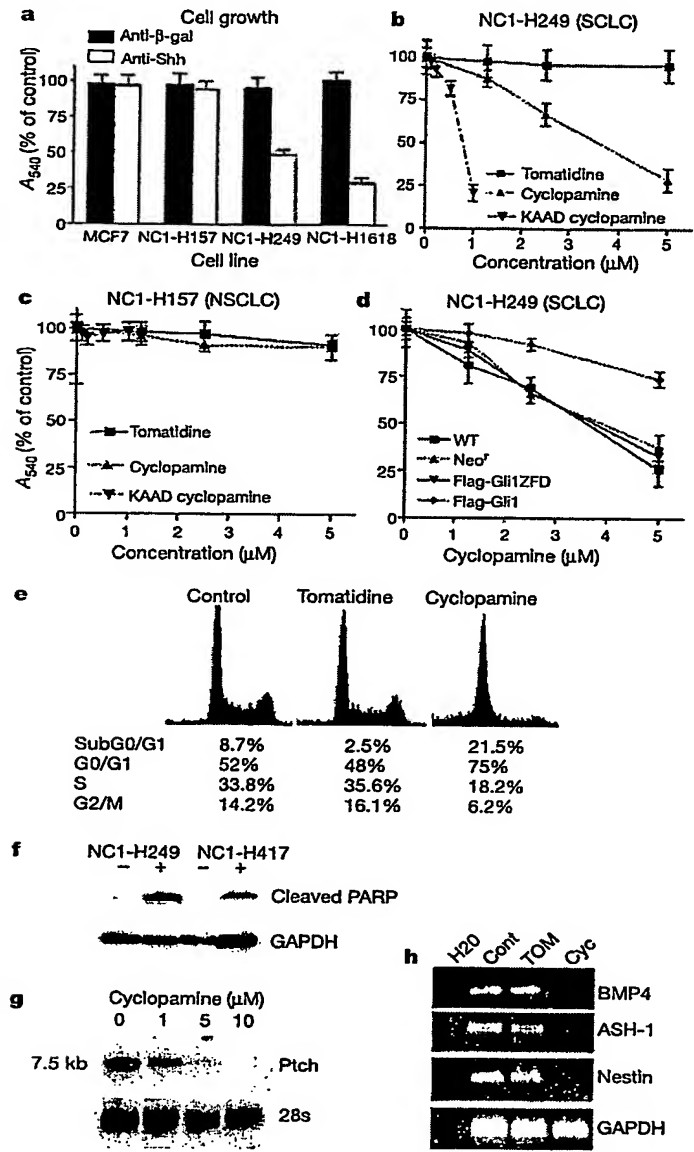 a
Cell growth
Anti-β-gal
Anti-Shh
A540 (% of control)
100
75
50
25
0
MCF7 NC1-H157 NC1-H249 NC1-H1618
Cell line
b
NC1-H249 (SCLC)
100
75
50
25
0
Tomatidine
Cyclopamine
KAAD cyclopamine
0 1 2 3 4 5
Concentration (μM)
c
NC1-H157 (NSCLC)
A540 (% of control)
100
75
50
25
0
Tomatidine
Cyclopamine
KAAD cyclopamine
0 1 2 3 4 5
Concentration (μM)
d
NC1-H249 (SCLC)
100
75
50
25
0
WT
Neoʳ
Flag-Gli1ZFD
Flag-Gli1
0 1 2 3 4 5
Cyclopamine (μM)
e
Control Tomatidine Cyclopamine
SubG0/G1 8.7% 2.5% 21.5%
G0/G1 52% 48% 75%
S 33.8% 35.6% 18.2%
G2/M 14.2% 16.1% 6.2%
f
NC1-H249 NC1-H417
− + − +
Cleaved PARP
GAPDH
g
Cyclopamine (μM)
0 1 5 10
7.5 kb
Ptch
28s
h
H20 Cont TOM Cyc
BMP4
ASH-1
Nestin
GAPDH